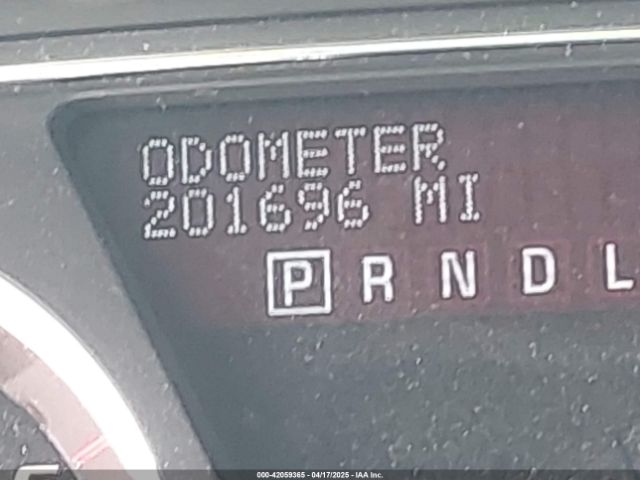 ODOMETER
201696 MI
P R N D L
000-42059365 - 04/17/2025 - IAA Inc.